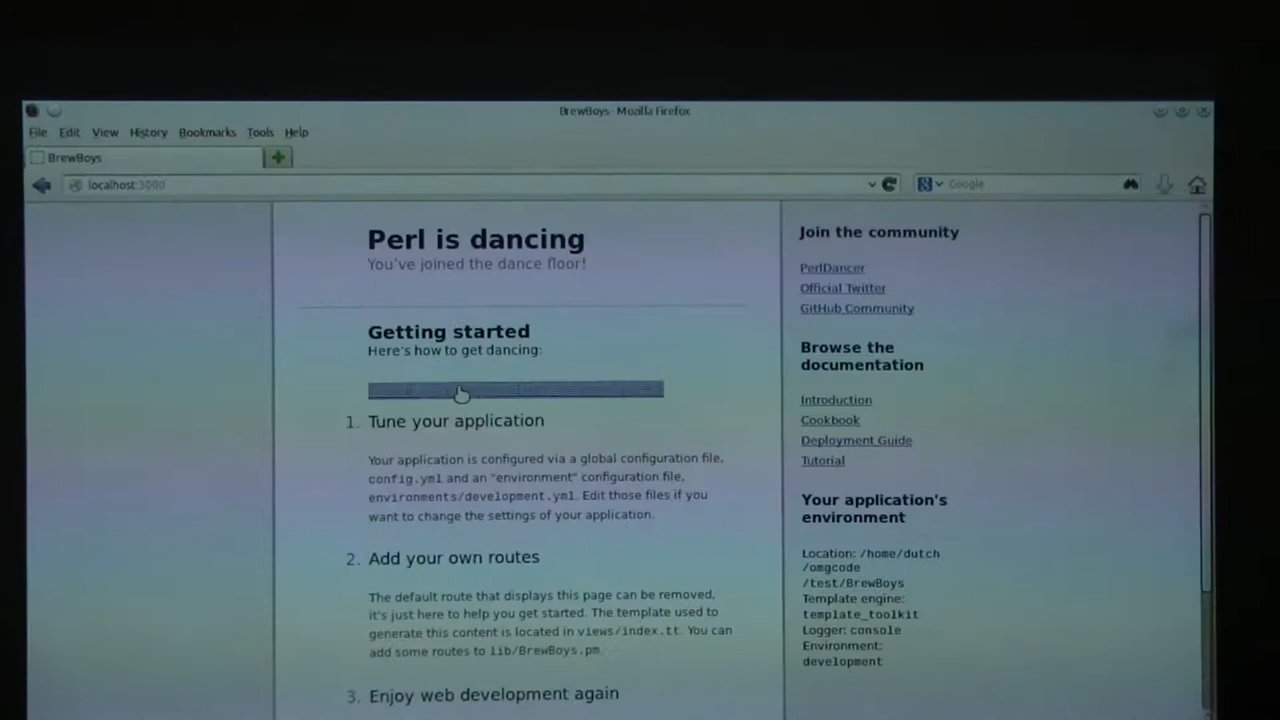 BrewBoys - Mozilla Firefox
File Edit View History Bookmarks Tools Help
BrewBoys
localhost:3000
Google
Perl is dancing
You've joined the dance floor!
Getting started
Here's how to get dancing:
1. Tune your application
Your application is configured via a global configuration file,
config.yml and an "environment" configuration file,
environments/development.yml. Edit those files if you
want to change the settings of your application.
2. Add your own routes
The default route that displays this page can be removed,
it's just here to help you get started. The template used to
generate this content is located in views/index.tt. You can
add some routes to lib/BrewBoys.pm.
3. Enjoy web development again
Join the community
PerlDancer
Official Twitter
GitHub Community
Browse the
documentation
Introduction
Cookbook
Deployment Guide
Tutorial
Your application's
environment
Location: /home/dutch
/omgcode
/test/BrewBoys
Template engine:
template_toolkit
Logger: console
Environment:
development